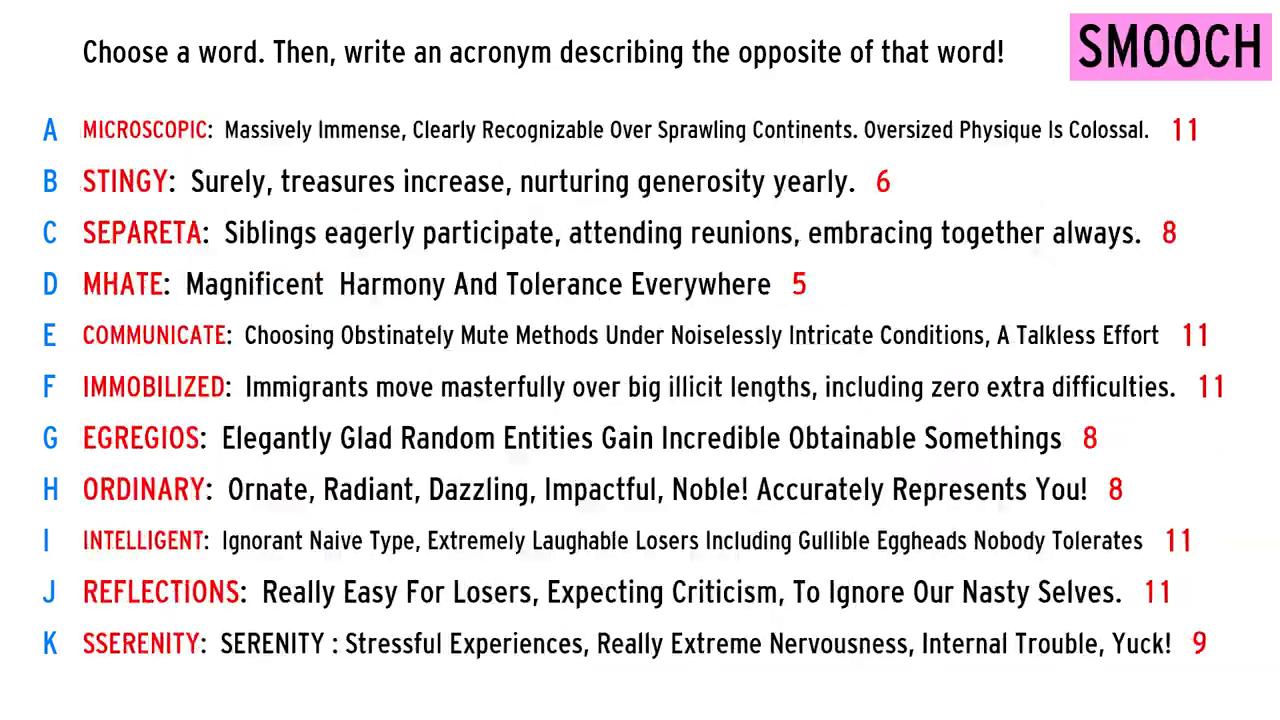 Choose a word. Then, write an acronym describing the opposite of that word!
SMOOCH
A MICROSCOPIC: Massively Immense, Clearly Recognizable Over Sprawling Continents. Oversized Physique Is Colossal. 11
B STINGY: Surely, treasures increase, nurturing generosity yearly. 6
C SEPARETA: Siblings eagerly participate, attending reunions, embracing together always. 8
D MHATE: Magnificent Harmony And Tolerance Everywhere 5
E COMMUNICATE: Choosing Obstinately Mute Methods Under Noiselessly Intricate Conditions, A Talkless Effort 11
F IMMOBILIZED: Immigrants move masterfully over big illicit lengths, including zero extra difficulties. 11
G EGREGIOS: Elegantly Glad Random Entities Gain Incredible Obtainable Somethings 8
H ORDINARY: Ornate, Radiant, Dazzling, Impactful, Noble! Accurately Represents You! 8
I INTELLIGENT: Ignorant Naive Type, Extremely Laughable Losers Including Gullible Eggheads Nobody Tolerates 11
J REFLECTIONS: Really Easy For Losers, Expecting Criticism, To Ignore Our Nasty Selves. 11
K SSERENITY: SERENITY : Stressful Experiences, Really Extreme Nervousness, Internal Trouble, Yuck! 9